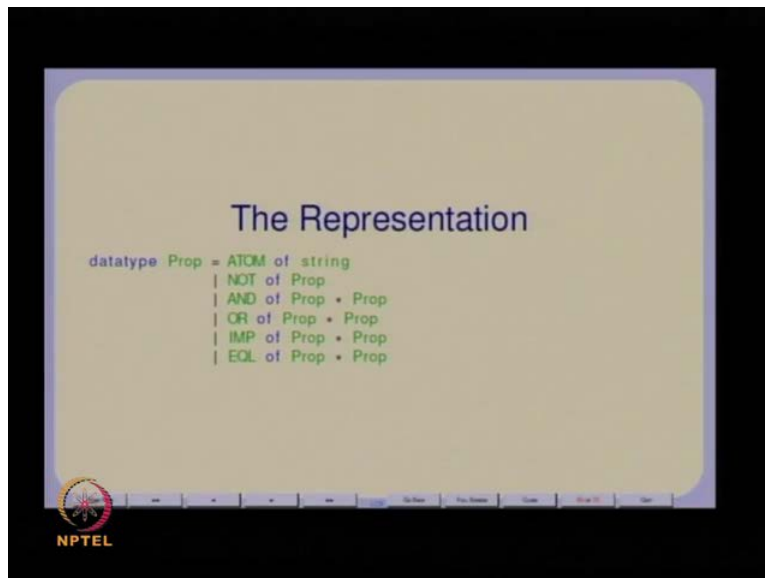 The Representation
datatype Prop = ATOM of string
| NOT of Prop
| AND of Prop * Prop
| OR of Prop * Prop
| IMP of Prop * Prop
| EQL of Prop * Prop
NPTEL